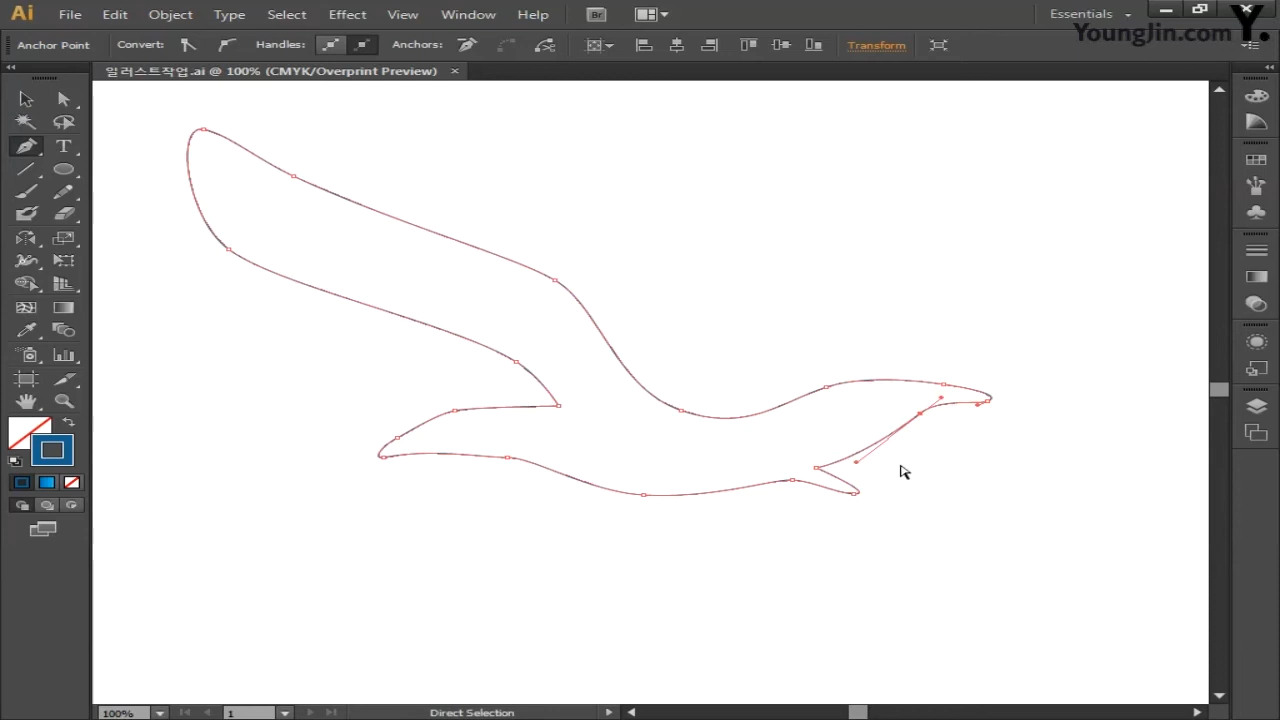 Ai File Edit Object Type Select Effect View Window Help Br Essentials
Y.
YoungJin.com
Anchor Point Convert: Handles: Anchors: Transform
일러스트작업.ai @ 100% (CMYK/Overprint Preview) ×
T
100% 1 Direct Selection